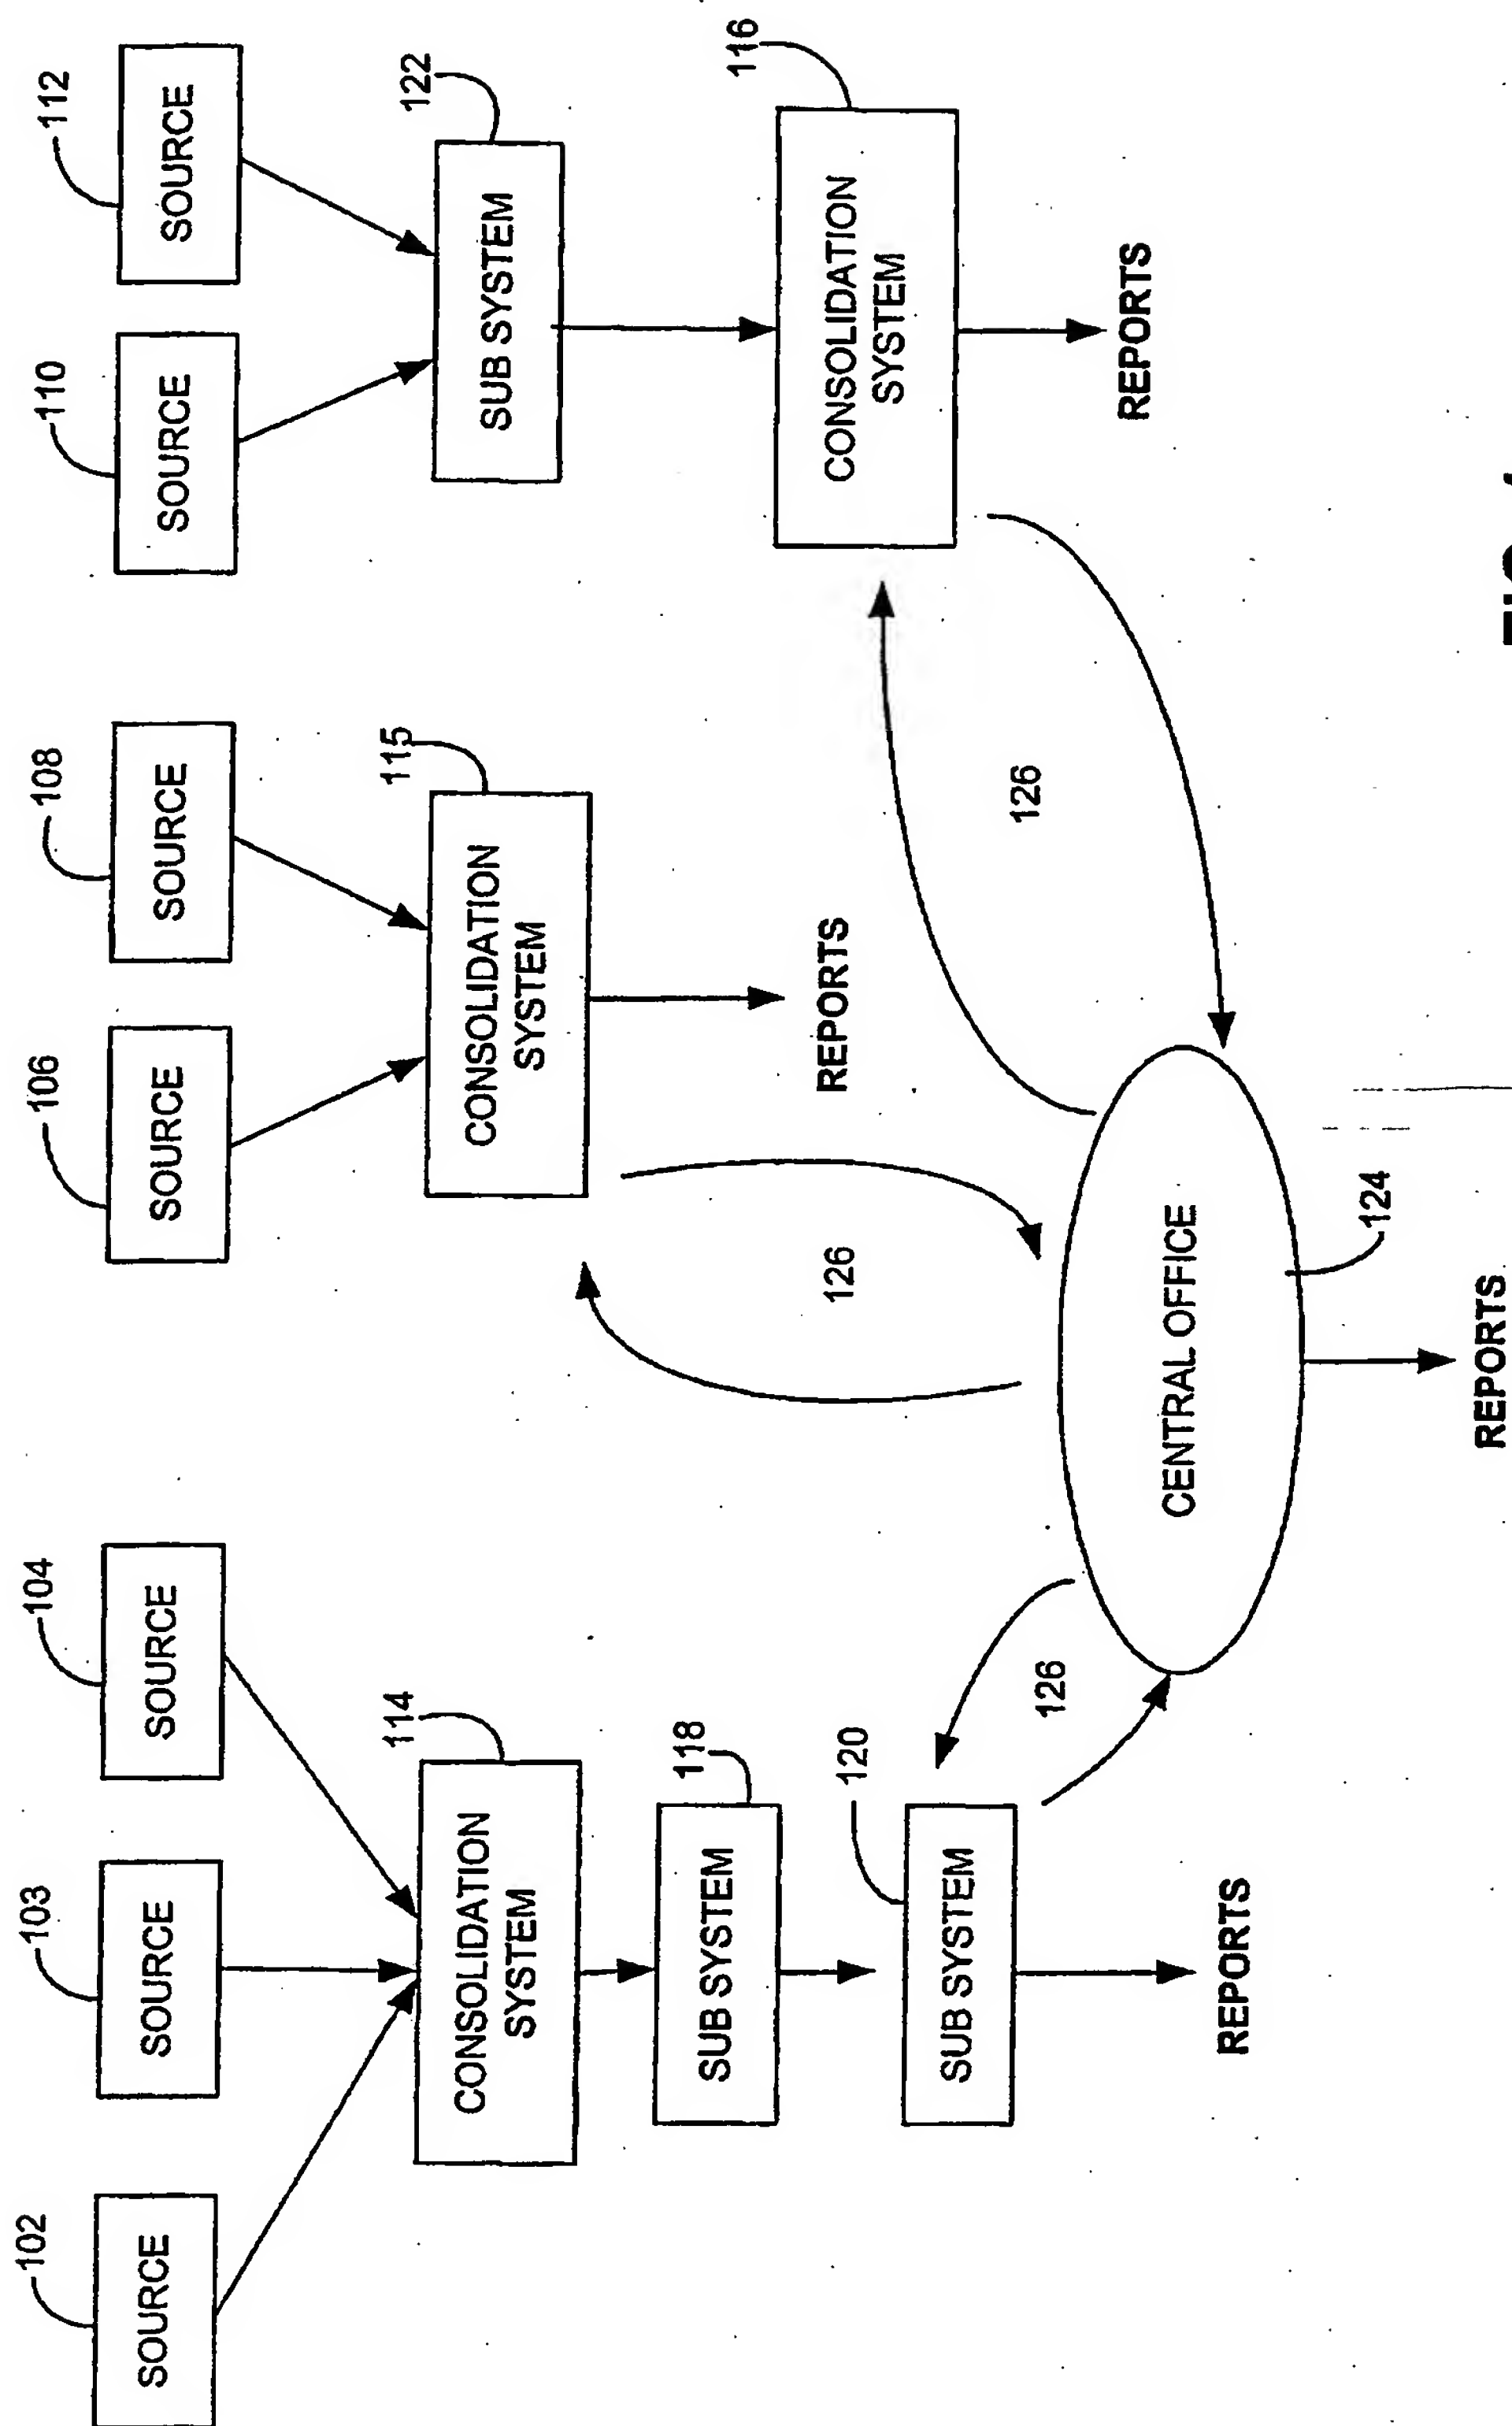 102
103
104
106
108
110
112
SOURCE
SOURCE
SOURCE
SOURCE
SOURCE
SOURCE
SOURCE
114
115
122
CONSOLIDATION
SYSTEM
CONSOLIDATION
SYSTEM
SUB SYSTEM
118
SUB SYSTEM
116
CONSOLIDATION
SYSTEM
120
SUB SYSTEM
REPORTS
126
126
126
REPORTS
CENTRAL OFFICE
REPORTS
124
REPORTS